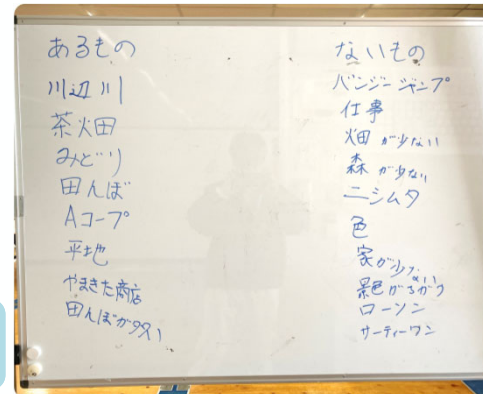 あるもの
川辺川
茶畑
みどり
田んぼ
Aコープ
平地
やまきた商店
田んぼが多い
ないもの
バンジージャンプ
仕事
畑が少ない
森が少ない
ニシムタ
色
家が少ない
景色がちがう
ローソン
サーティーワン